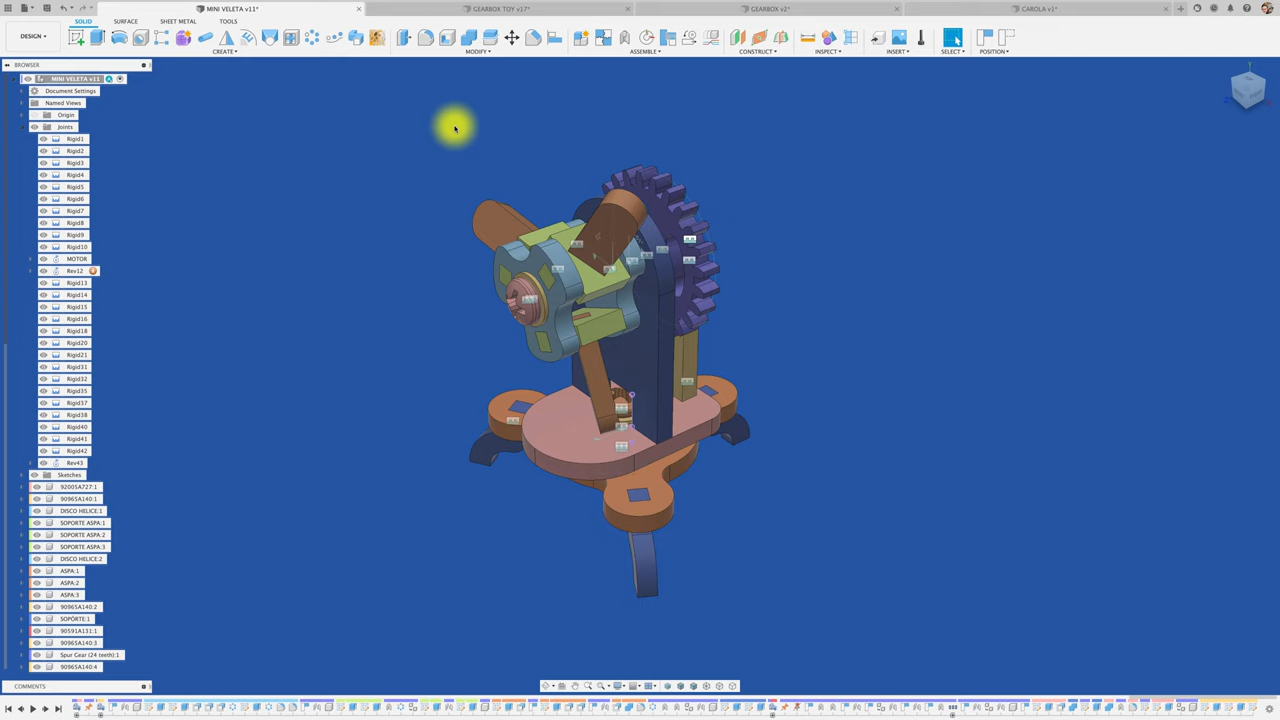 MINI VELETA v11*
GEARBOX TOY v17*
GEARBOX v2*
CAROLA v1*
SOLID
SURFACE
SHEET METAL
TOOLS
DESIGN
CREATE
MODIFY
ASSEMBLE
CONSTRUCT
INSPECT
INSERT
SELECT
POSITION
BROWSER
MINI VELETA v11
Document Settings
Named Views
Origin
Joints
Rigid1
Rigid2
Rigid3
Rigid4
Rigid5
Rigid6
Rigid7
Rigid8
Rigid9
Rigid10
MOTOR
Rev12
Rigid13
Rigid14
Rigid15
Rigid16
Rigid18
Rigid20
Rigid21
Rigid31
Rigid32
Rigid35
Rigid37
Rigid38
Rigid40
Rigid41
Rigid42
Rev43
Sketches
92005A727:1
90965A140:1
DISCO HELICE:1
SOPORTE ASPA:1
SOPORTE ASPA:2
SOPORTE ASPA:3
DISCO HELICE:2
ASPA:1
ASPA:2
ASPA:3
90965A140:2
SOPORTE:1
90591A131:1
90965A140:3
Spur Gear (24 teeth):1
90965A140:4
COMMENTS